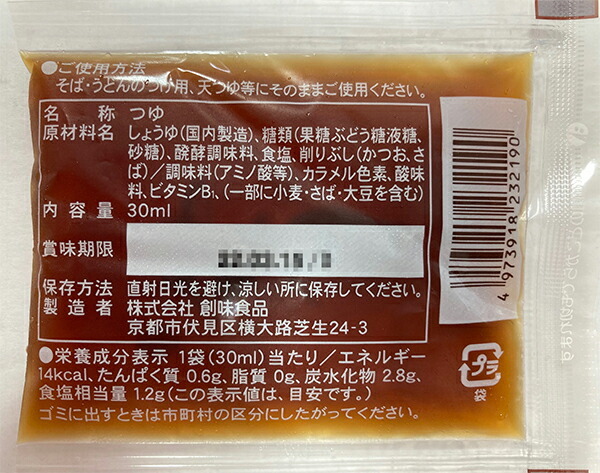 ●ご使用方法
そば・うどんのつけ用、天つゆ等にそのままご使用ください。
名称 つゆ
原材料名 しょうゆ(国内製造)、糖類(果糖ぶどう糖液糖、
砂糖)、醗酵調味料、食塩、削りぶし(かつお、さ
ば)／調味料(アミノ酸等)、カラメル色素、酸味
料、ビタミンB₁、(一部に小麦・さば・大豆を含む)
内容量 30ml
賞味期限
保存方法 直射日光を避け、涼しい所に保存してください。
製造者 株式会社 創味食品
京都市伏見区横大路芝生24-3
●栄養成分表示 1袋(30ml)当たり／エネルギー
14kcal、たんぱく質 0.6g、脂質 0g、炭水化物 2.8g、
食塩相当量 1.2g(この表示値は、目安です。)
ゴミに出すときは市町村の区分にしたがってください。
4 973918 232190
プラ
袋